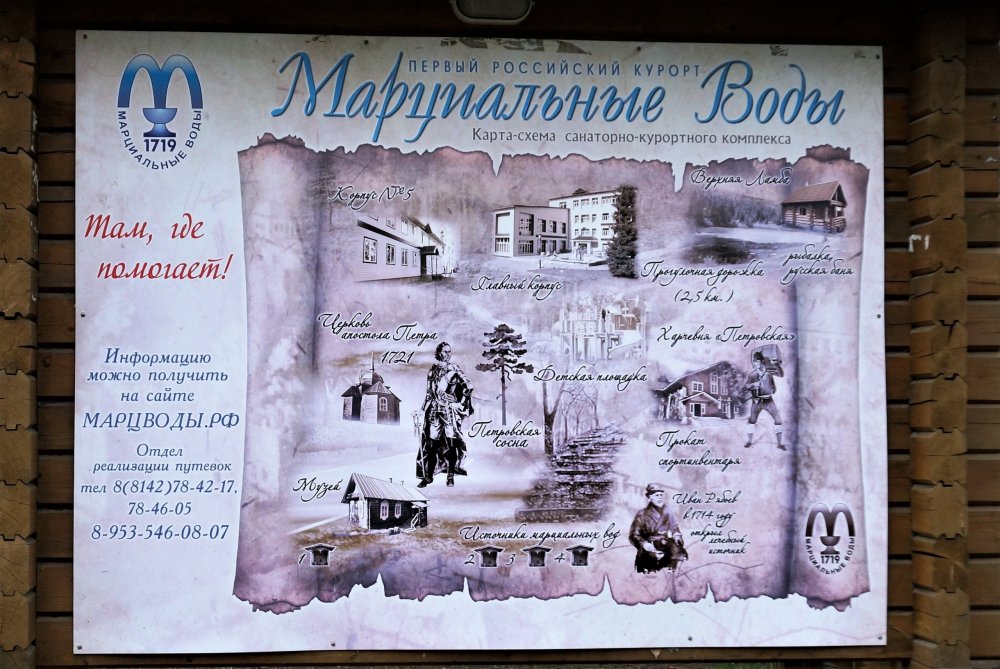 ПЕРВЫЙ РОССИЙСКИЙ КУРОРТ
Марциальные Воды
Карта-схема санаторно-курортного комплекса
1719
МАРЦИАЛЬНЫЕ ВОДЫ
Там, где
помогает!
Информацию
можно получить
на сайте
МАРЦВОДЫ.РФ
Отдел
реализации путевок
тел 8(8142)78-42-17,
78-46-05
8-953-546-08-07
Корпус №5
Главный корпус
Верхняя Ламба
рыбалка,
русская баня
Прогулочная дорожка
(2,5 км.)
Церковь
апостола Петра
1721
Петровская
сосна
Детская площадка
Харчевня «Петровская»
Прокат
спортинвентаря
Музей
Источники марциальных вод
1
2
3
4
Иван Рябоев
в 1714 году
открыл
лечебный
источник
1719
МАРЦИАЛЬНЫЕ ВОДЫ